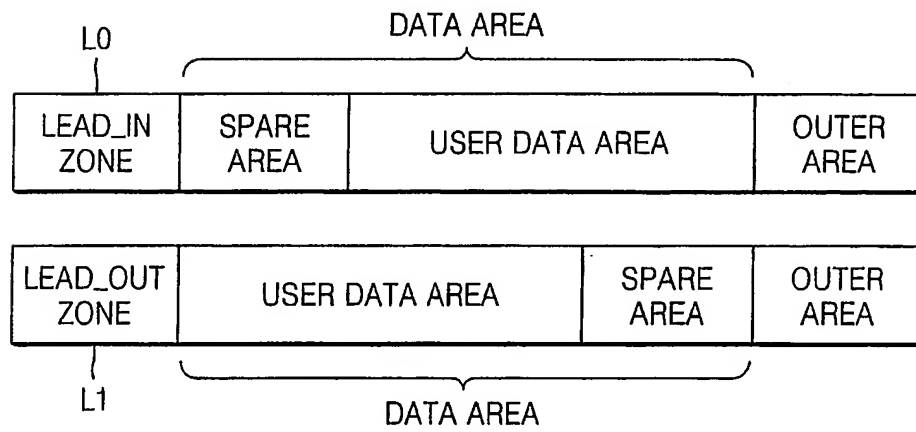 DATA AREA
L0
LEAD_IN ZONE
SPARE AREA
USER DATA AREA
OUTER AREA
LEAD_OUT ZONE
USER DATA AREA
SPARE AREA
OUTER AREA
L1
DATA AREA